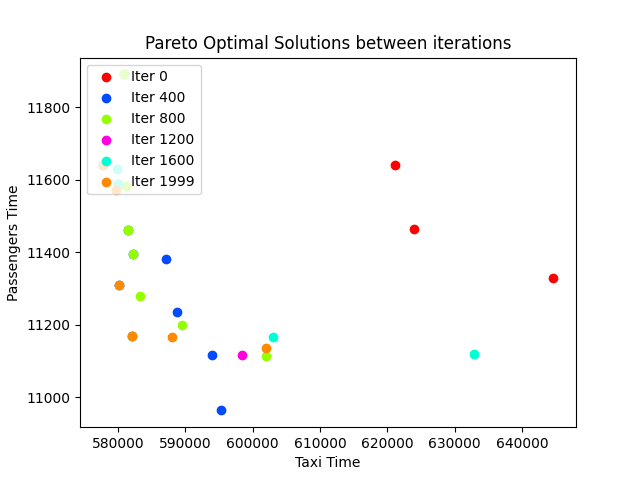 Pareto Optimal Solutions between iterations
Iter 0
Iter 400
Iter 800
Iter 1200
Iter 1600
Iter 1999
Passengers Time
11800
11600
11400
11200
11000
580000 590000 600000 610000 620000 630000 640000
Taxi Time